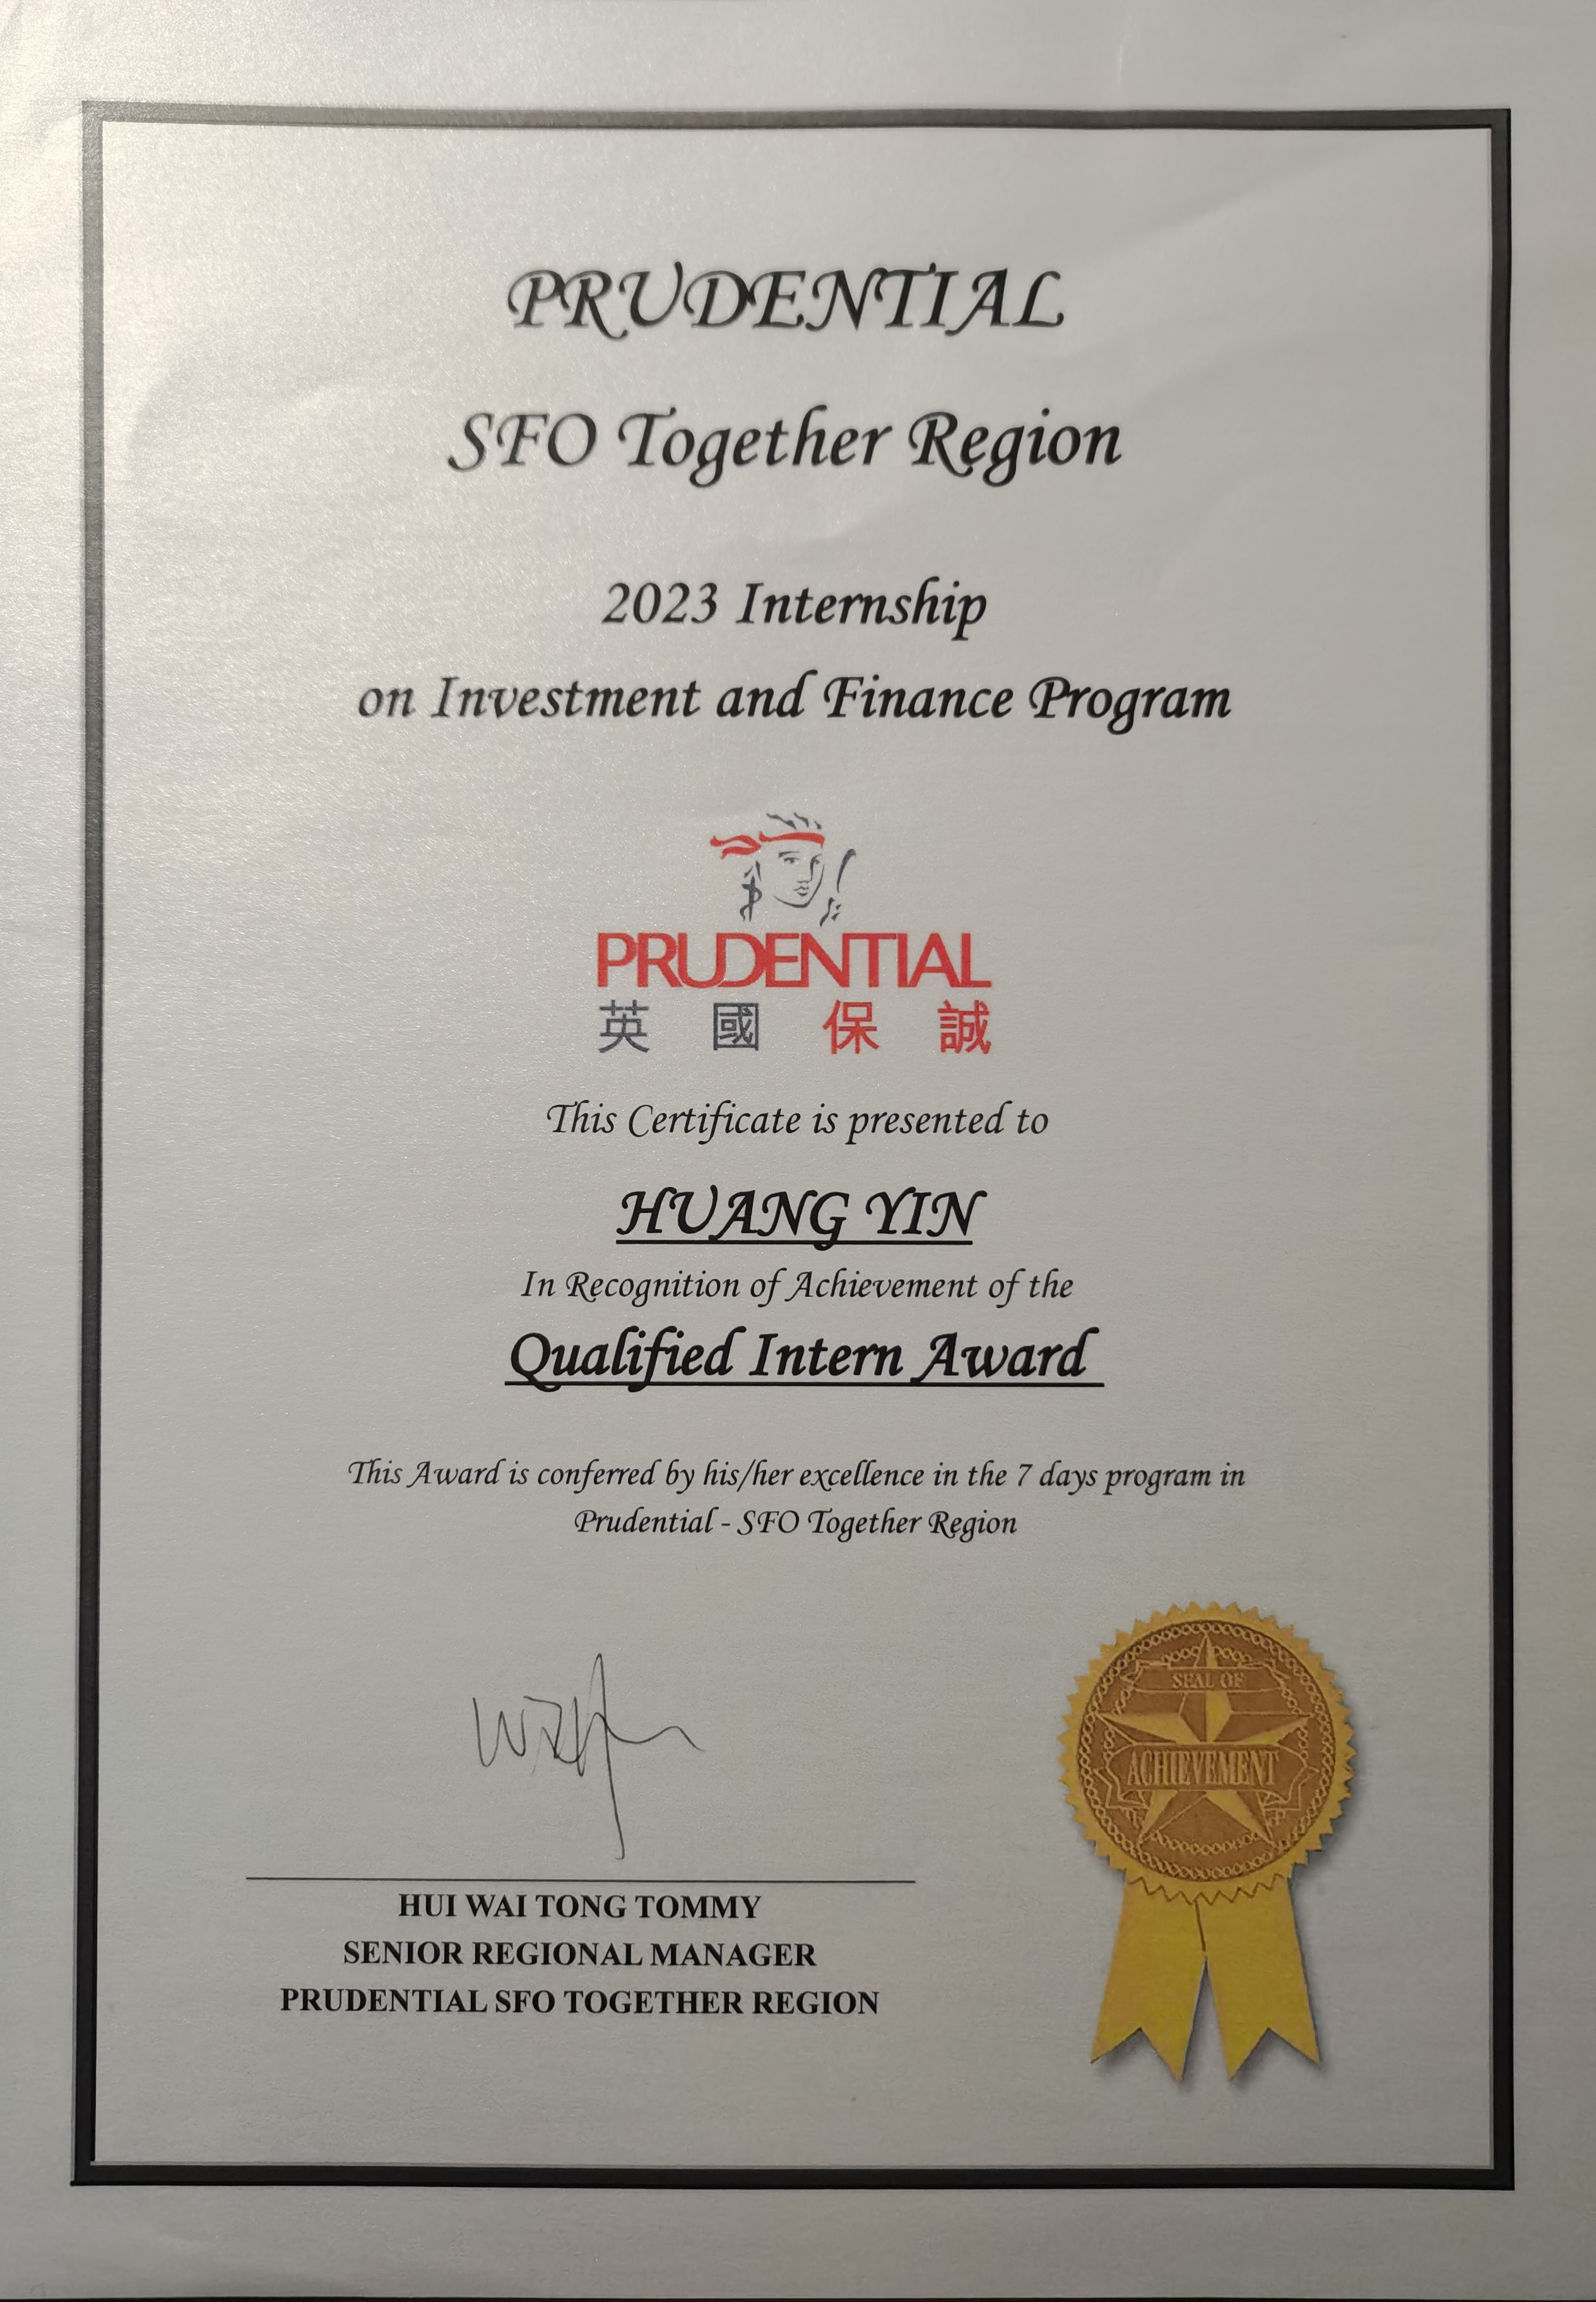 PRUDENTIAL
SFO Together Region
2023 Internship
on Investment and Finance Program
PRUDENTIAL
英國保誠
This Certificate is presented to
HUANG YIN
In Recognition of Achievement of the
Qualified Intern Award
This Award is conferred by his/her excellence in the 7 days program in
Prudential - SFO Together Region
SEAL OF
ACHIEVEMENT
HUI WAI TONG TOMMY
SENIOR REGIONAL MANAGER
PRUDENTIAL SFO TOGETHER REGION